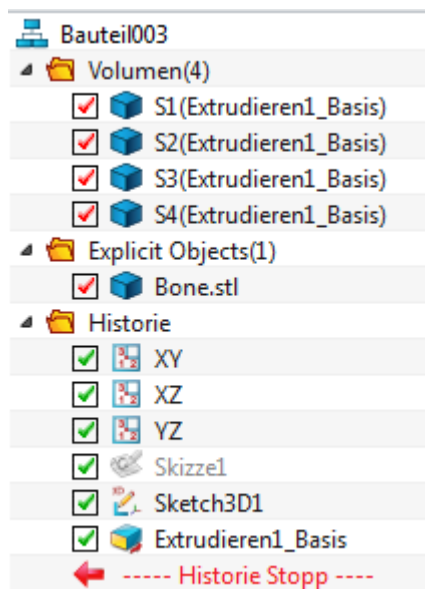 Bauteil003
Volumen(4)
S1(Extrudieren1_Basis)
S2(Extrudieren1_Basis)
S3(Extrudieren1_Basis)
S4(Extrudieren1_Basis)
Explicit Objects(1)
Bone.stl
Historie
XY
XZ
YZ
Skizze1
Sketch3D1
Extrudieren1_Basis
----- Historie Stopp ----